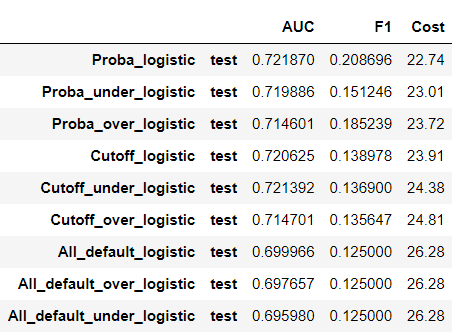 AUC F1 Cost
Proba_logistic test 0.721870 0.208696 22.74
Proba_under_logistic test 0.719886 0.151246 23.01
Proba_over_logistic test 0.714601 0.185239 23.72
Cutoff_logistic test 0.720625 0.138978 23.91
Cutoff_under_logistic test 0.721392 0.136900 24.38
Cutoff_over_logistic test 0.714701 0.135647 24.81
All_default_logistic test 0.699966 0.125000 26.28
All_default_over_logistic test 0.697657 0.125000 26.28
All_default_under_logistic test 0.695980 0.125000 26.28